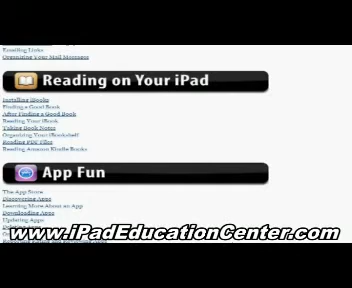 Emailing Links
Organizing Your Mail Messages
Reading on Your iPad
Installing iBooks
Finding a Good Book
After Finding a Good Book
Reading Your iBook
Taking Book Notes
Organizing Your iBookshelf
Reading PDF Files
Reading Amazon Kindle Books
App Fun
The App Store
Discovering Apps
Learning More About an App
Downloading Apps
Updating Apps
www.iPadEducationCenter.com